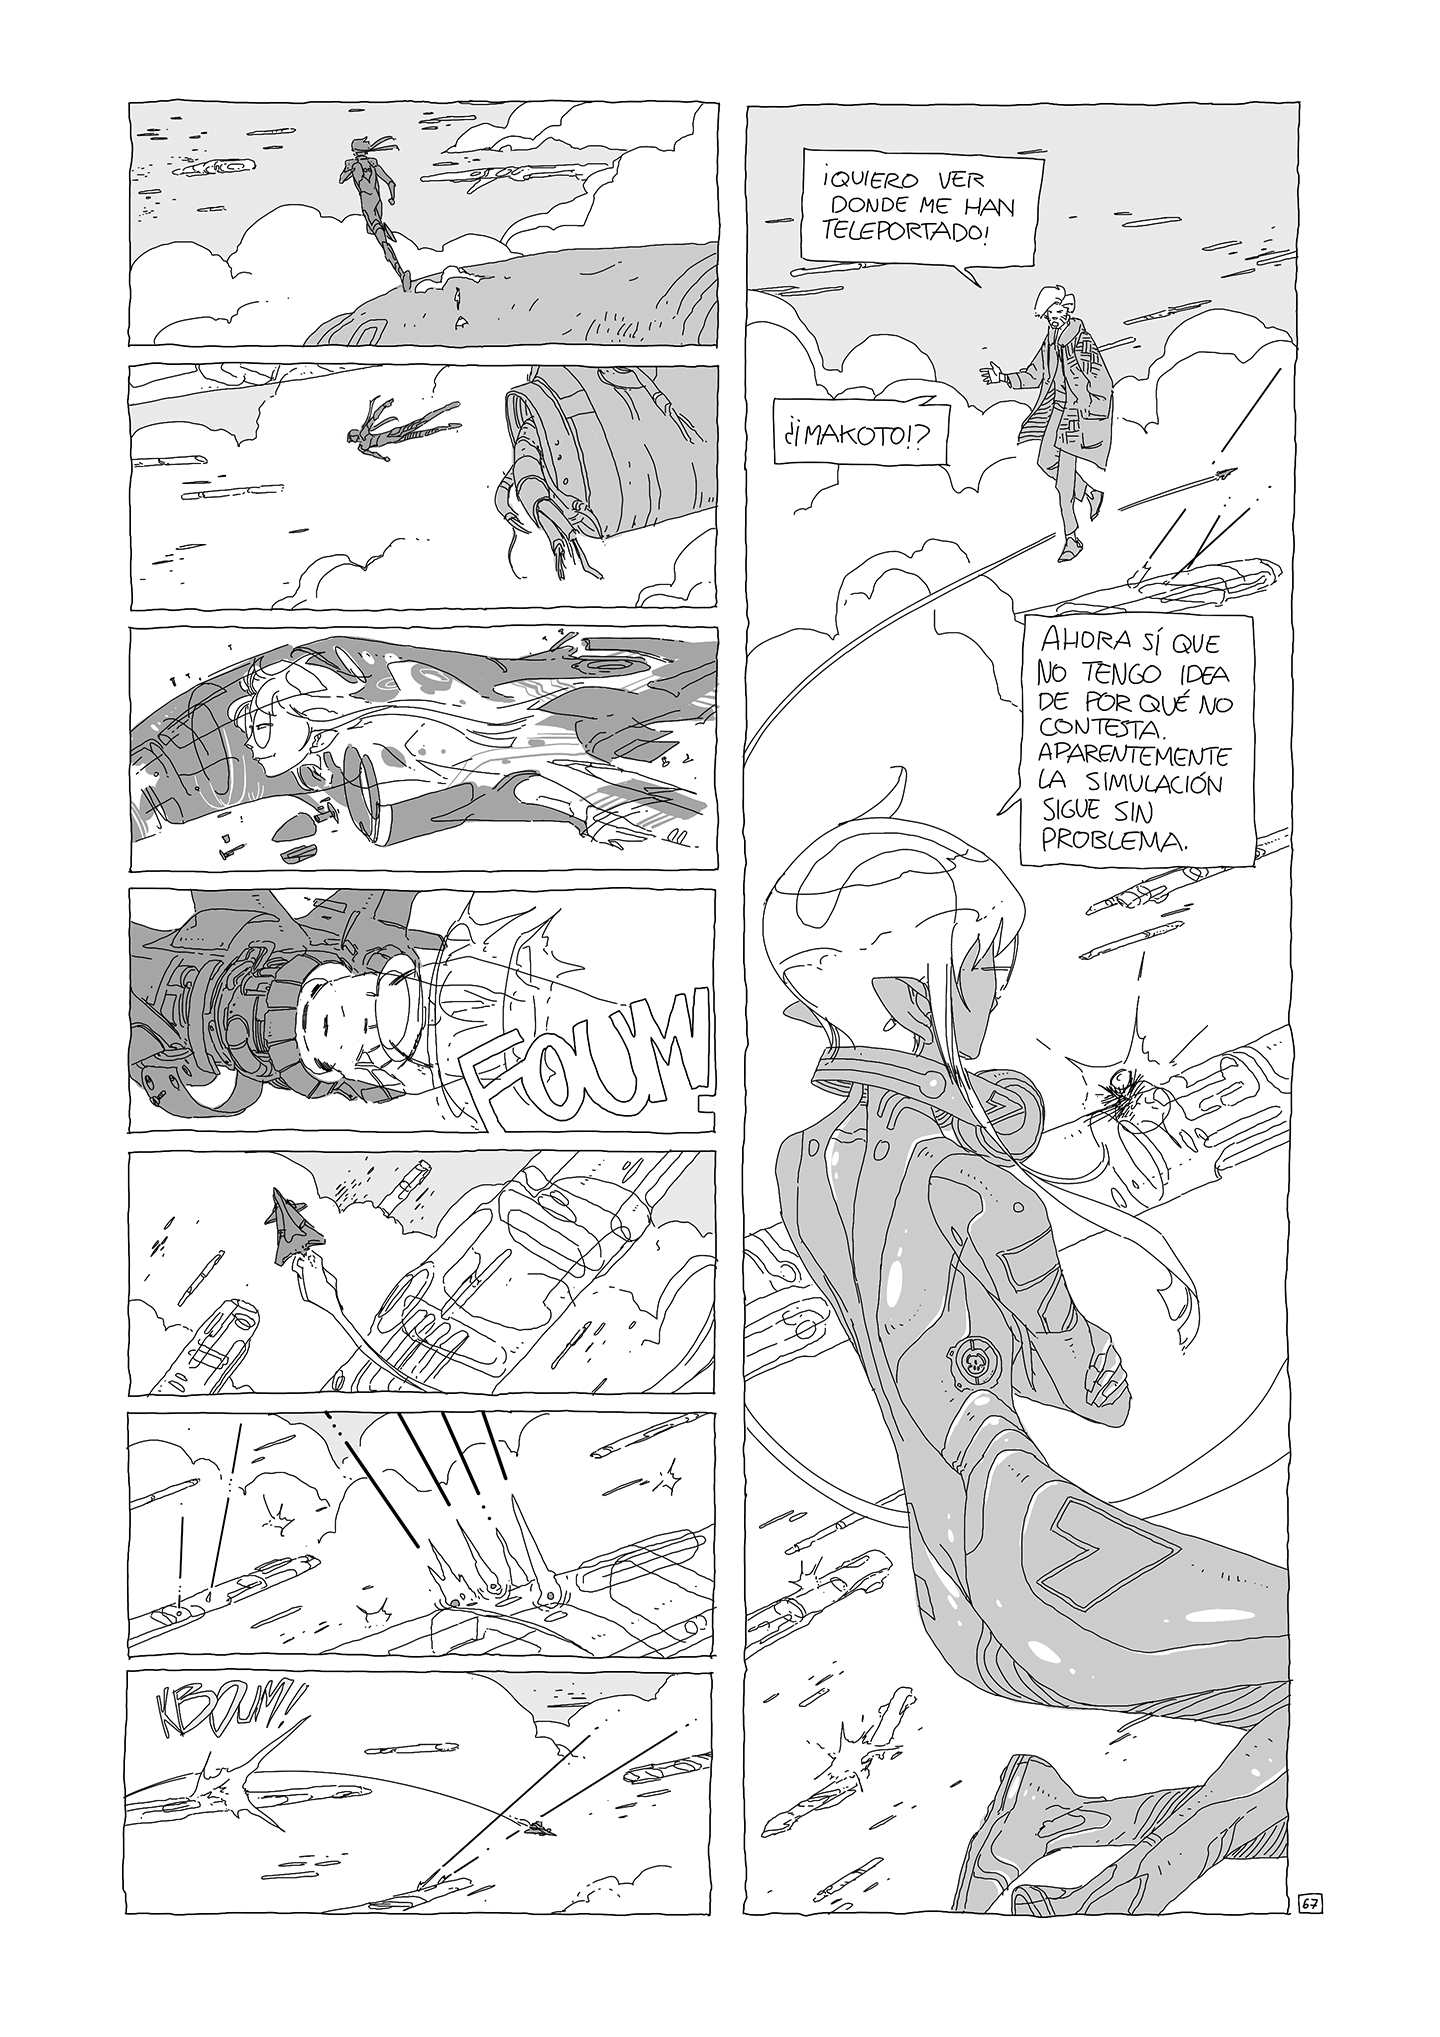 FOUM!
KBOUM!
¡QUIERO VER
DONDE ME HAN
TELEPORTADO!
¿¡MAKOTO!?
AHORA SÍ QUE
NO TENGO IDEA
DE POR QUÉ NO
CONTESTA.
APARENTEMENTE
LA SIMULACIÓN
SIGUE SIN
PROBLEMA.
67